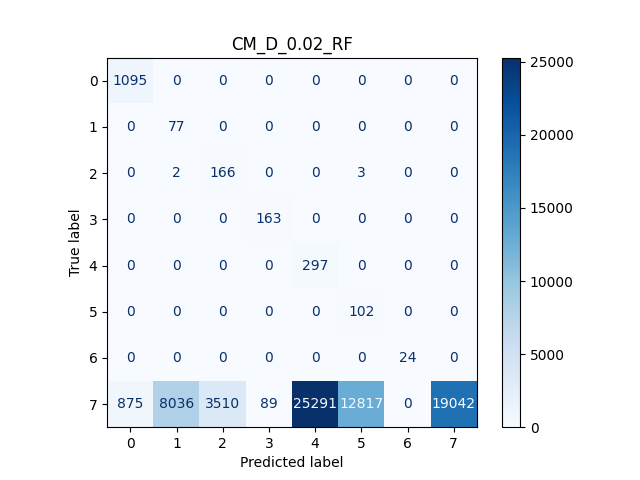 CM_D_0.02_RF
0 1095 0 0 0 0 0 0 0
1 0 77 0 0 0 0 0 0
2 0 2 166 0 0 3 0 0
3 0 0 0 163 0 0 0 0
4 0 0 0 0 297 0 0 0
5 0 0 0 0 0 102 0 0
6 0 0 0 0 0 0 24 0
7 875 8036 3510 89 25291 12817 0 19042
0 1 2 3 4 5 6 7
Predicted label
True label
25000
20000
15000
10000
5000
0